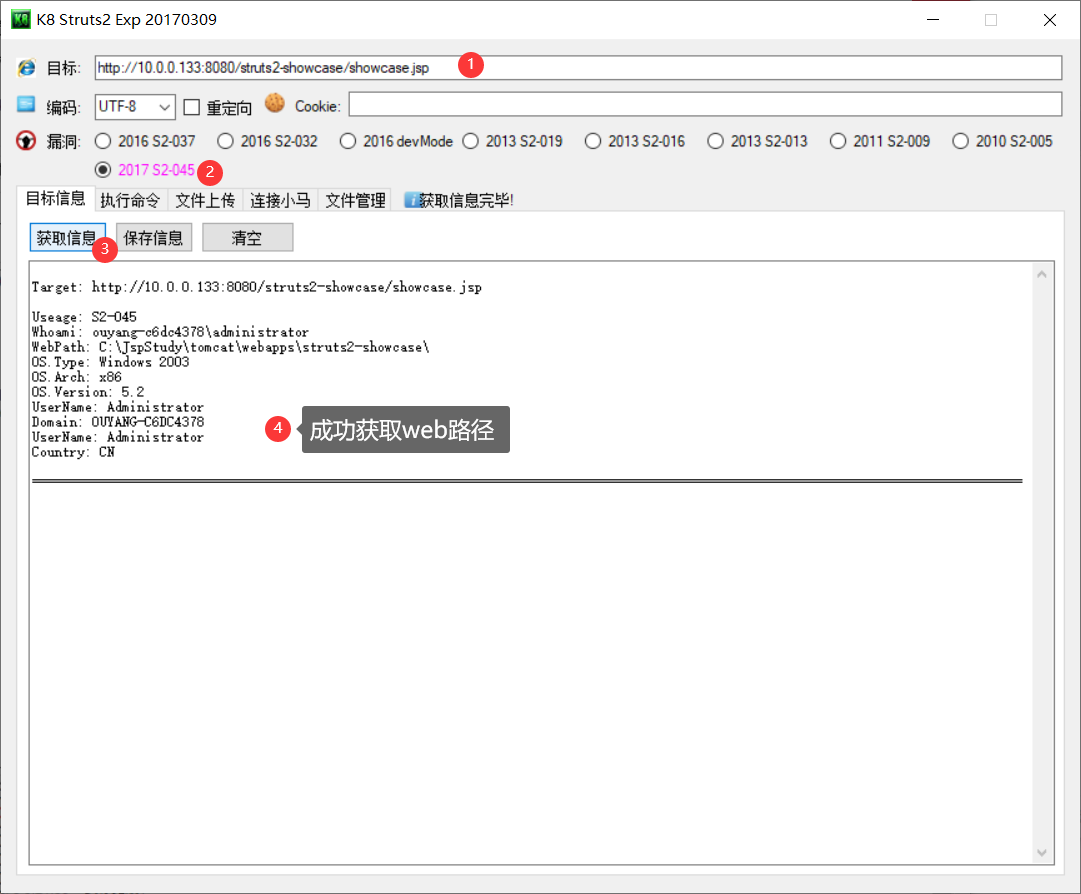 K8 K8 Struts2 Exp 20170309
目标: http://10.0.0.133:8080/struts2-showcase/showcase.jsp 1
编码: UTF-8 重定向 Cookie:
漏洞: 2016 S2-037 2016 S2-032 2016 devMode 2013 S2-019 2013 S2-016 2013 S2-013 2011 S2-009 2010 S2-005
2017 S2-045 2
目标信息 执行命令 文件上传 连接小马 文件管理 获取信息完毕!
获取信息 3 保存信息 清空
Target: http://10.0.0.133:8080/struts2-showcase/showcase.jsp
Useage: S2-045
Whoami: ouyang-c6dc4378\administrator
WebPath: C:\JspStudy\tomcat\webapps\struts2-showcase\
OS.Type: Windows 2003
OS.Arch: x86
OS.Version: 5.2
UserName: Administrator
Domain: OUYANG-C6DC4378
UserName: Administrator
Country: CN
4 成功获取web路径